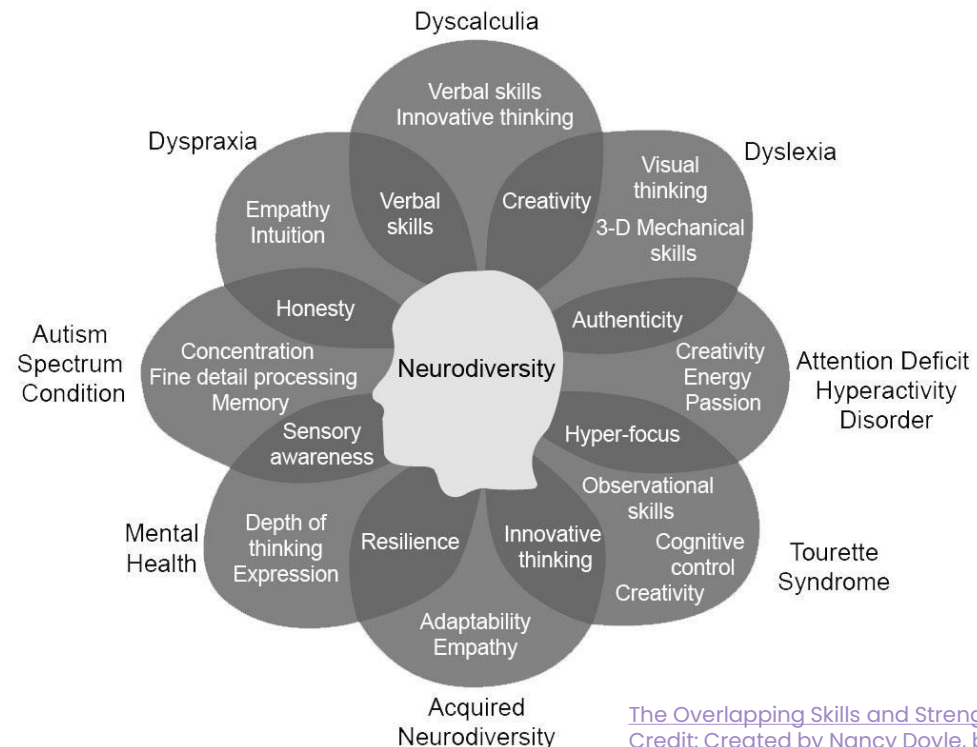 Dyscalculia
Verbal skills
Innovative thinking
Dyspraxia
Dyslexia
Visual
thinking
3-D Mechanical
skills
Empathy
Intuition
Verbal
skills
Creativity
Honesty
Authenticity
Autism
Spectrum
Condition
Concentration
Fine detail processing
Memory
Neurodiversity
Creativity
Energy
Passion
Attention Deficit
Hyperactivity
Disorder
Sensory
awareness
Hyper-focus
Mental
Health
Depth of
thinking
Expression
Resilience
Innovative
thinking
Observational
skills
Cognitive
control
Creativity
Tourette
Syndrome
Adaptability
Empathy
Acquired
Neurodiversity
The Overlapping Skills and
Credit: Created by Nancy Doyle,